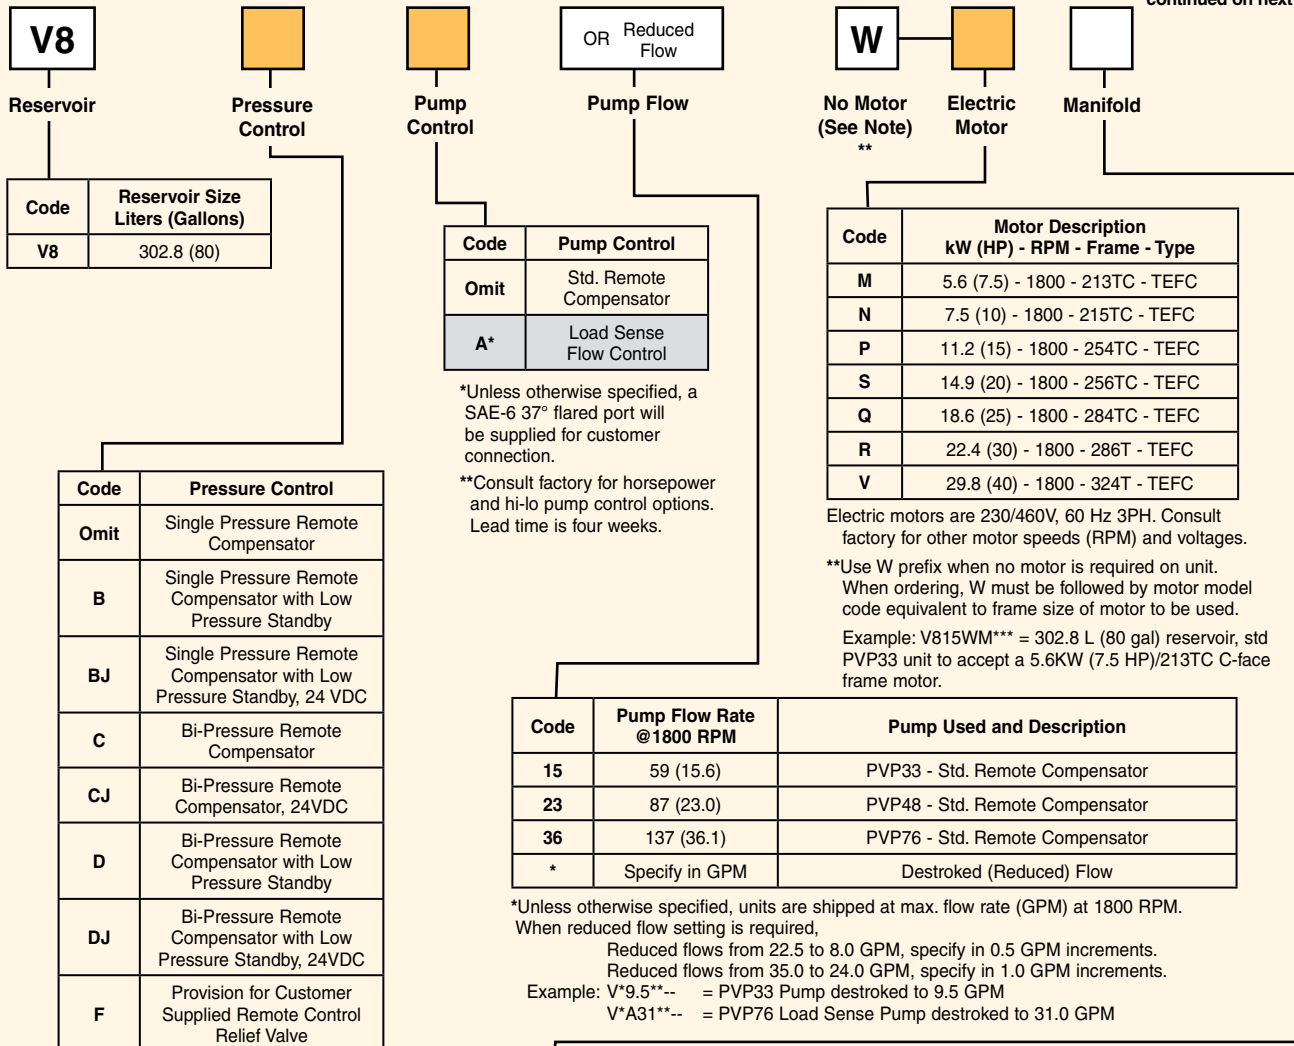 continued on next
V8
OR Reduced Flow
W
Reservoir
Pressure Control
Pump Control
Pump Flow
No Motor (See Note) **
Electric Motor
Manifold
Code Reservoir Size Liters (Gallons)
V8 302.8 (80)
Code Pump Control
Omit Std. Remote Compensator
A* Load Sense Flow Control
*Unless otherwise specified, a
SAE-6 37° flared port will
be supplied for customer
connection.
**Consult factory for horsepower
and hi-lo pump control options.
Lead time is four weeks.
Code Motor Description kW (HP) - RPM - Frame - Type
M 5.6 (7.5) - 1800 - 213TC - TEFC
N 7.5 (10) - 1800 - 215TC - TEFC
P 11.2 (15) - 1800 - 254TC - TEFC
S 14.9 (20) - 1800 - 256TC - TEFC
Q 18.6 (25) - 1800 - 284TC - TEFC
R 22.4 (30) - 1800 - 286T - TEFC
V 29.8 (40) - 1800 - 324T - TEFC
Electric motors are 230/460V, 60 Hz 3PH. Consult
factory for other motor speeds (RPM) and voltages.
**Use W prefix when no motor is required on unit.
When ordering, W must be followed by motor model
code equivalent to frame size of motor to be used.
Example: V815WM*** = 302.8 L (80 gal) reservoir, std
PVP33 unit to accept a 5.6KW (7.5 HP)/213TC C-face
frame motor.
Code Pressure Control
Omit Single Pressure Remote Compensator
B Single Pressure Remote Compensator with Low Pressure Standby
BJ Single Pressure Remote Compensator with Low Pressure Standby, 24 VDC
C Bi-Pressure Remote Compensator
CJ Bi-Pressure Remote Compensator, 24VDC
D Bi-Pressure Remote Compensator with Low Pressure Standby
DJ Bi-Pressure Remote Compensator with Low Pressure Standby, 24VDC
F Provision for Customer Supplied Remote Control Relief Valve
Code Pump Flow Rate @1800 RPM Pump Used and Description
15 59 (15.6) PVP33 - Std. Remote Compensator
23 87 (23.0) PVP48 - Std. Remote Compensator
36 137 (36.1) PVP76 - Std. Remote Compensator
* Specify in GPM Destroked (Reduced) Flow
*Unless otherwise specified, units are shipped at max. flow rate (GPM) at 1800 RPM.
When reduced flow setting is required,
Reduced flows from 22.5 to 8.0 GPM, specify in 0.5 GPM increments.
Reduced flows from 35.0 to 24.0 GPM, specify in 1.0 GPM increments.
Example: V*9.5**-- = PVP33 Pump destroked to 9.5 GPM
V*A31**-- = PVP76 Load Sense Pump destroked to 31.0 GPM